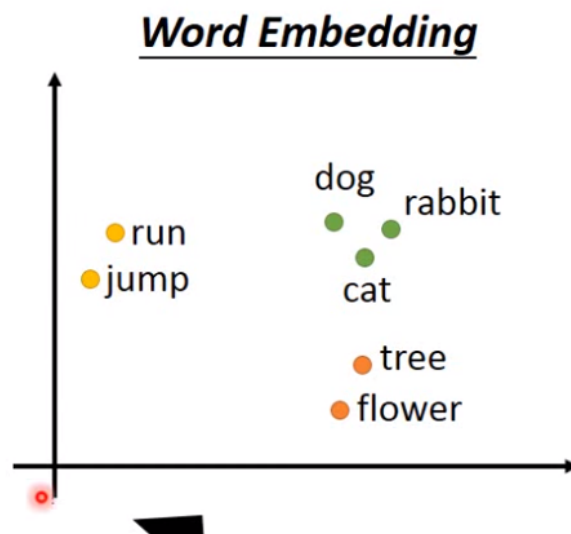 Word Embedding
dog
rabbit
run
jump
cat
tree
flower